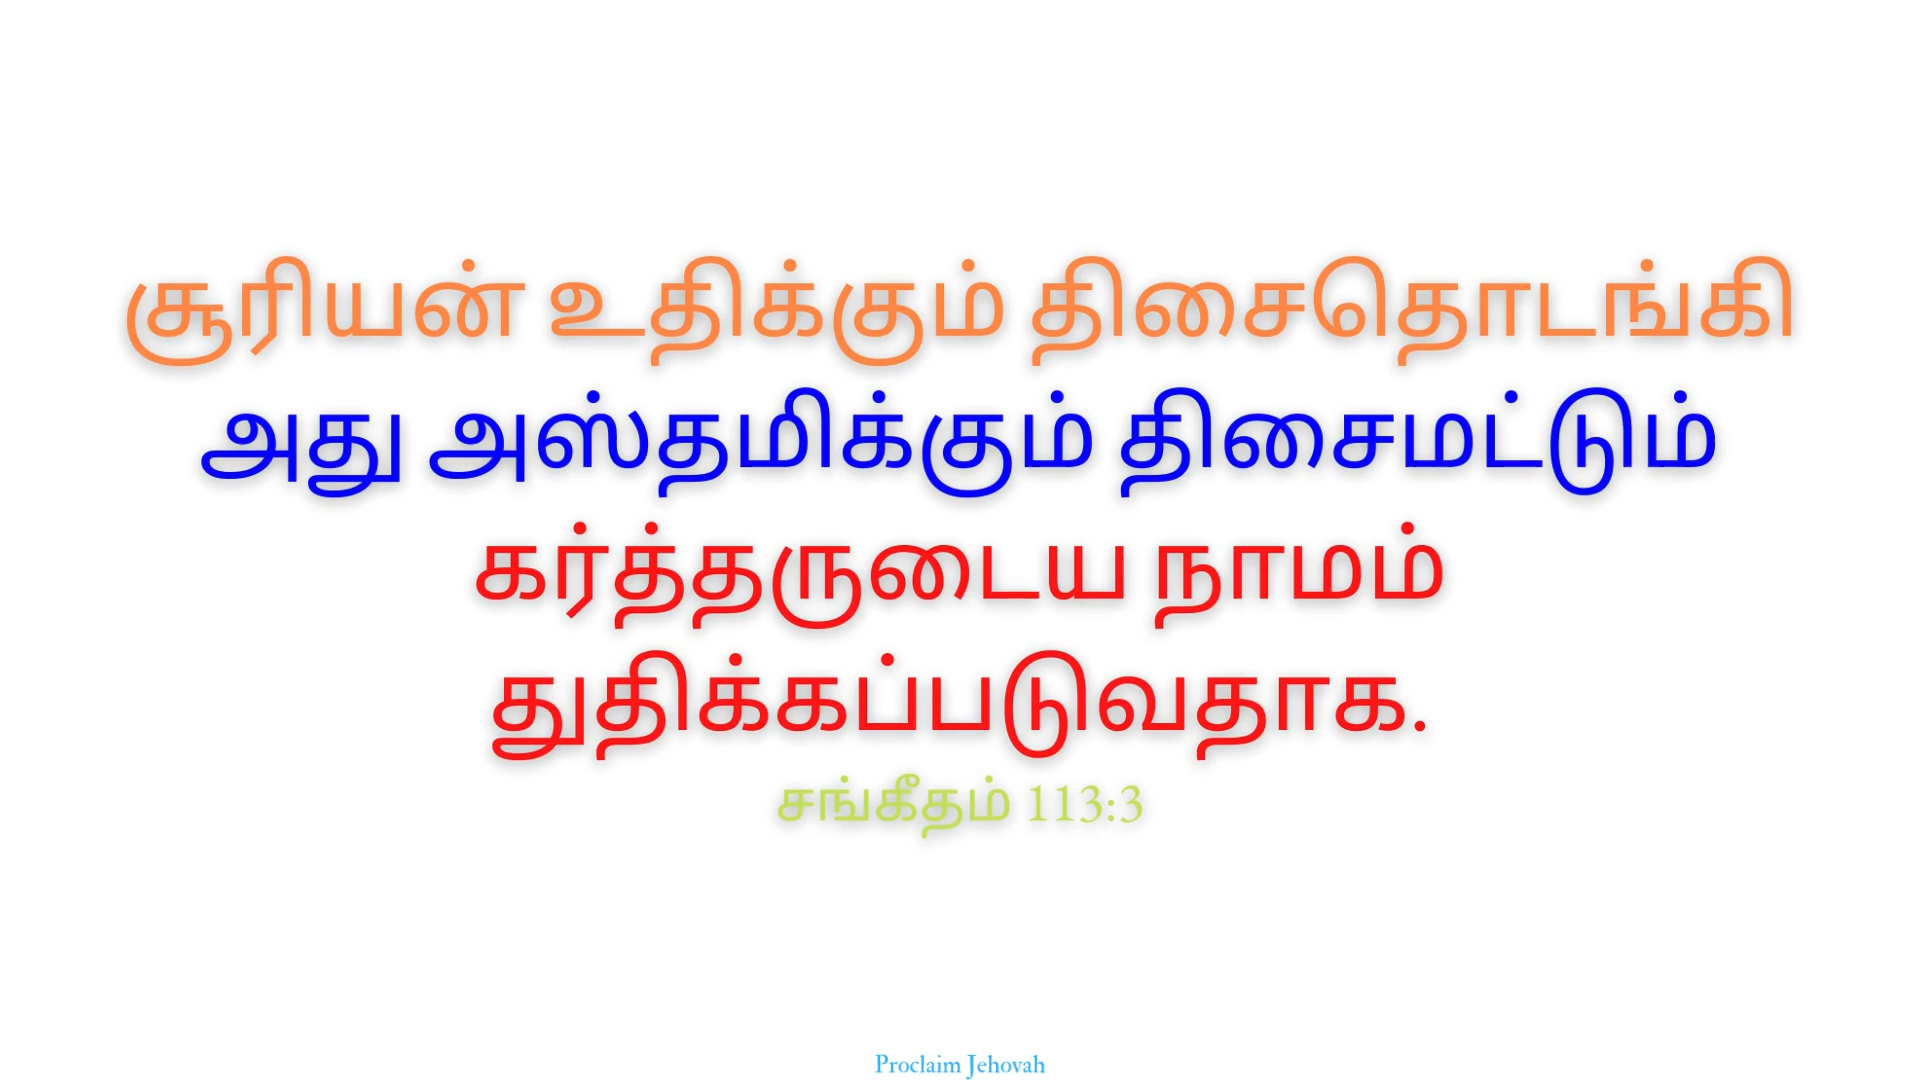 சூரியன் உதிக்கும் திசைதொடங்கி
அது அஸ்தமிக்கும் திசைமட்டும்
கர்த்தருடைய நாமம்
துதிக்கப்படுவதாக.
சங்கீதம் 113:3
Proclaim Jehovah